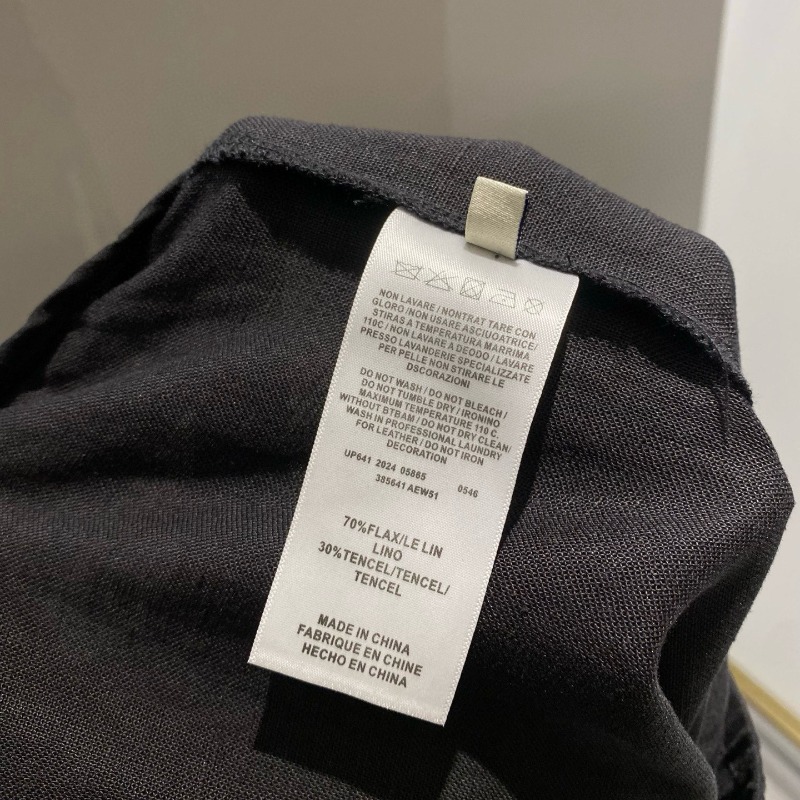 NON LAVARE / NONTRAT TARE CON
GLORO /NON USARE ASCIUOATRICE/
STIRAS A TEMPERATURA MARRIMA
110C / NON LAVARE A DEODO / LAVARE
PRESSO LAVANDERIE SPECIALIZZATE
PER PELLE NON STIRARE LE
DSCORAZIONI
DO NOT WASH / DO NOT BLEACH /
DO NOT TUMBLE DRY / IRONINO
MAXIMUM TEMPERATURE 110 C.
WITHOUT BTBAM / DO NOT DRY CLEAN/
WASH IN PROFESSIONAL LAUNDRY
FOR LEATHER / DO NOT IRON
DECORATION
UP641 2024 05865 0546
385641 AEW51
70%FLAX/LE LIN
LINO
30%TENCEL/TENCEL/
TENCEL
MADE IN CHINA
FABRIQUE EN CHINE
HECHO EN CHINA